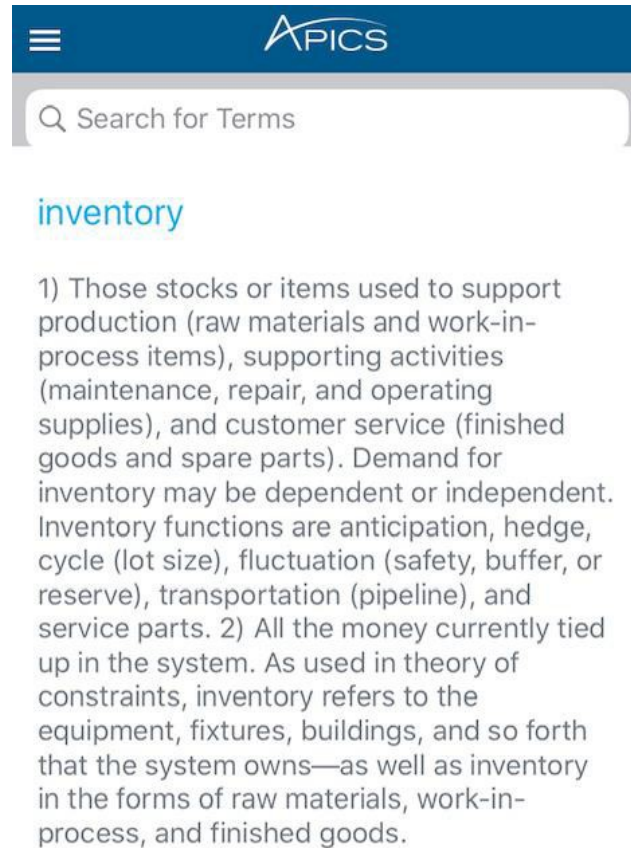 APICS
Search for Terms
inventory
1) Those stocks or items used to support
production (raw materials and work-in-
process items), supporting activities
(maintenance, repair, and operating
supplies), and customer service (finished
goods and spare parts). Demand for
inventory may be dependent or independent.
Inventory functions are anticipation, hedge,
cycle (lot size), fluctuation (safety, buffer, or
reserve), transportation (pipeline), and
service parts. 2) All the money currently tied
up in the system. As used in theory of
constraints, inventory refers to the
equipment, fixtures, buildings, and so forth
that the system owns—as well as inventory
in the forms of raw materials, work-in-
process, and finished goods.